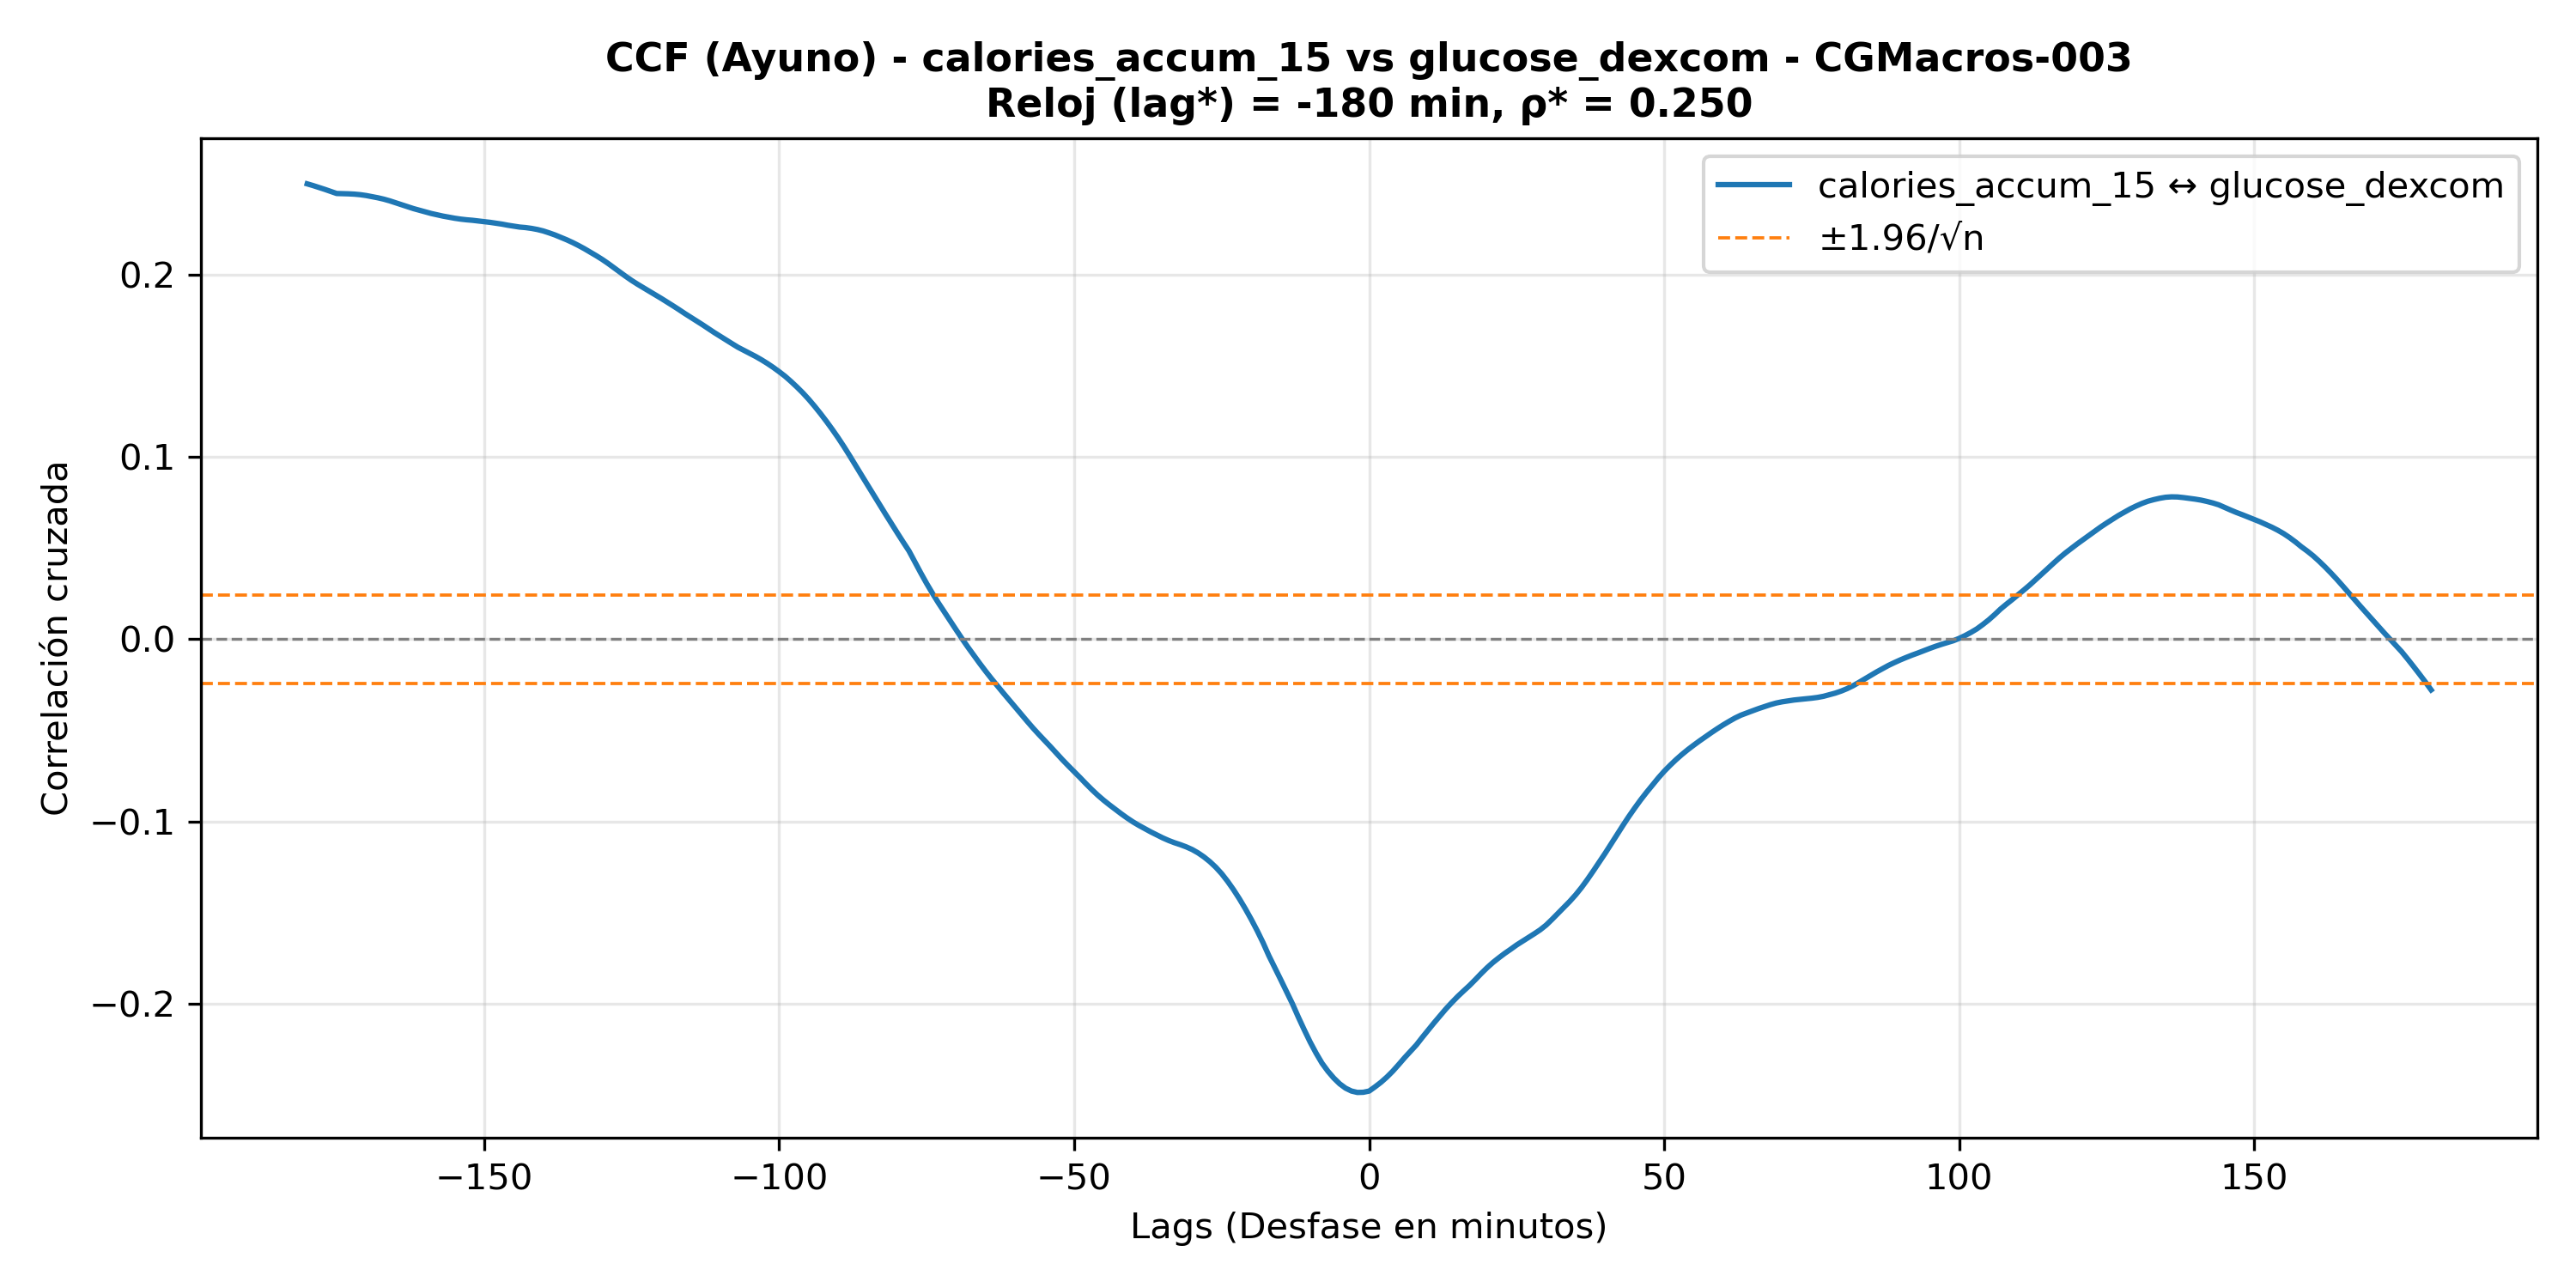 CCF (Ayuno) - calories_accum_15 vs glucose_dexcom - CGMacros-003
Reloj (lag*) = -180 min, ρ* = 0.250
calories_accum_15 ↔ glucose_dexcom
±1.96/√n
Correlación cruzada
0.2
0.1
0.0
−0.1
−0.2
−150
−100
−50
0
50
100
150
Lags (Desfase en minutos)